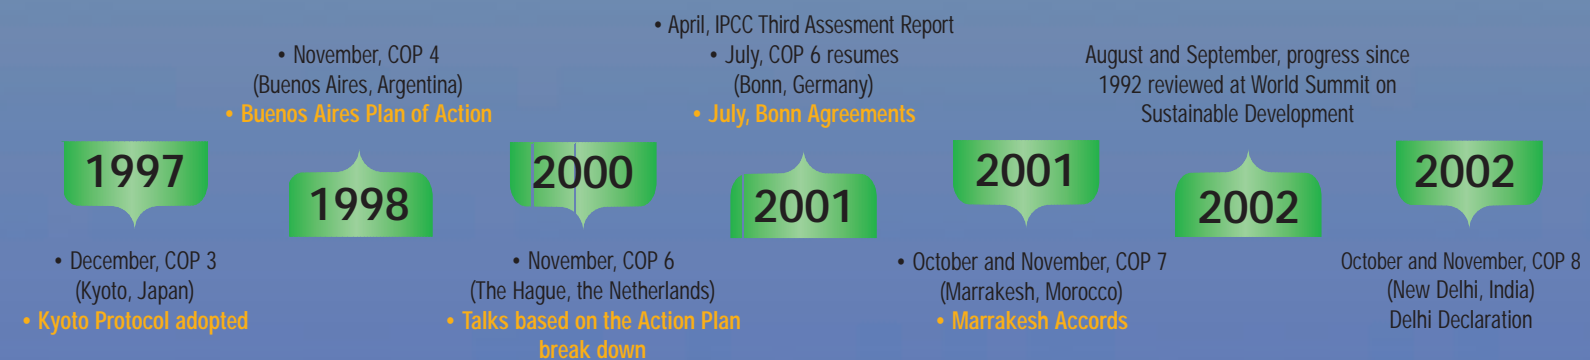 1997
• December, COP 3
(Kyoto, Japan)
• Kyoto Protocol adopted
• November, COP 4
(Buenos Aires, Argentina)
• Buenos Aires Plan of Action
1998
2000
• November, COP 6
(The Hague, the Netherlands)
• Talks based on the Action Plan
break down
• April, IPCC Third Assesment Report
• July, COP 6 resumes
(Bonn, Germany)
• July, Bonn Agreements
2001
2001
• October and November, COP 7
(Marrakesh, Morocco)
• Marrakesh Accords
August and September, progress since
1992 reviewed at World Summit on
Sustainable Development
2002
2002
October and November, COP 8
(New Delhi, India)
Delhi Declaration